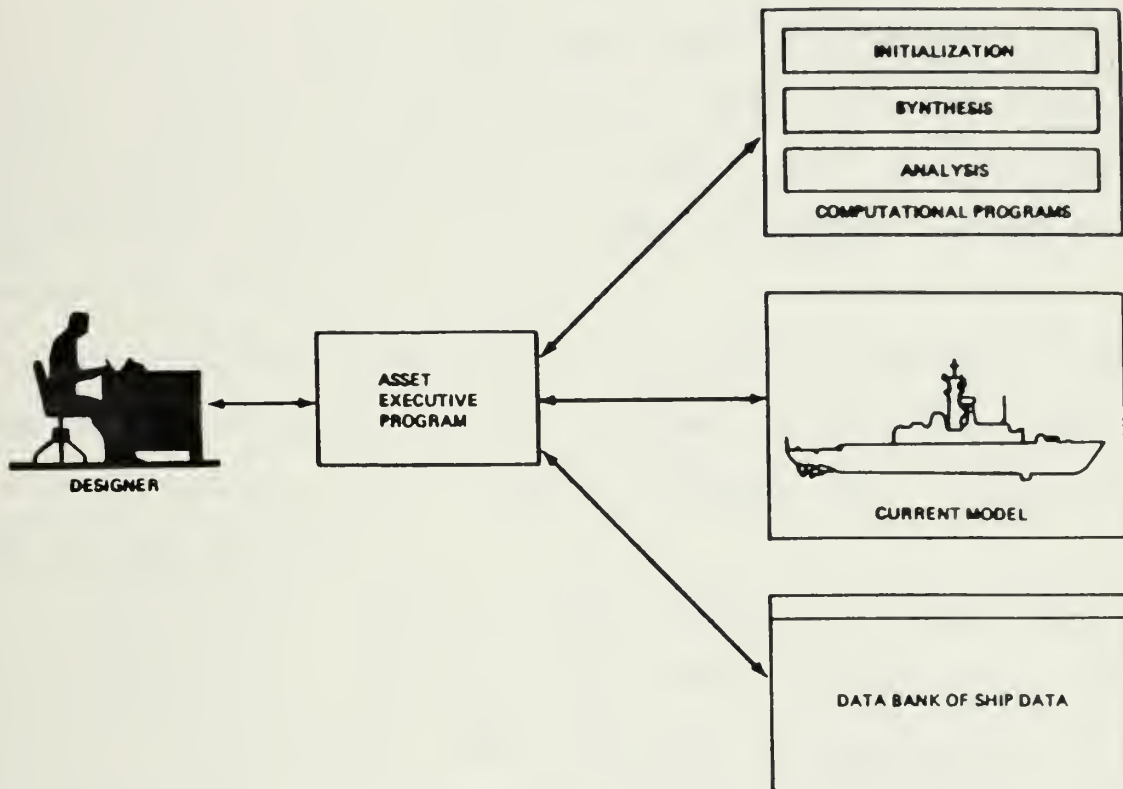 INITIALIZATION
SYNTHESIS
ANALYSIS
COMPUTATIONAL PROGRAMS
ASSET
EXECUTIVE
PROGRAM
DESIGNER
CURRENT MODEL
DATA BANK OF SHIP DATA